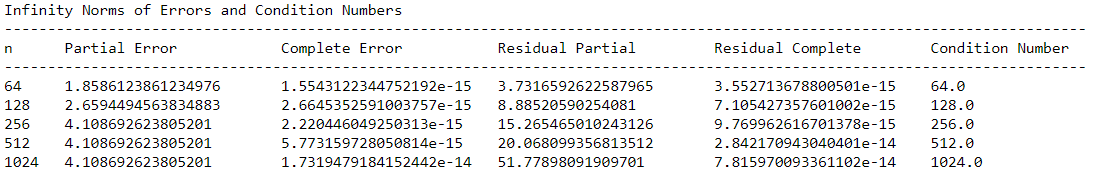 Infinity Norms of Errors and Condition Numbers
--------------------------------------------------------------------------------------------------------------------
n Partial Error Complete Error Residual Partial Residual Complete Condition Number
--------------------------------------------------------------------------------------------------------------------
64 1.8586123861234976 1.5543122344752192e-15 3.7316592622587965 3.552713678800501e-15 64.0
128 2.6594494563834883 2.6645352591003757e-15 8.88520590254081 7.105427357601002e-15 128.0
256 4.108692623805201 2.220446049250313e-15 15.265465010243126 9.769962616701378e-15 256.0
512 4.108692623805201 5.773159728050814e-15 20.068099356813512 2.842170943040401e-14 512.0
1024 4.108692623805201 1.7319479184152442e-14 51.77898091909701 7.815970093361102e-14 1024.0